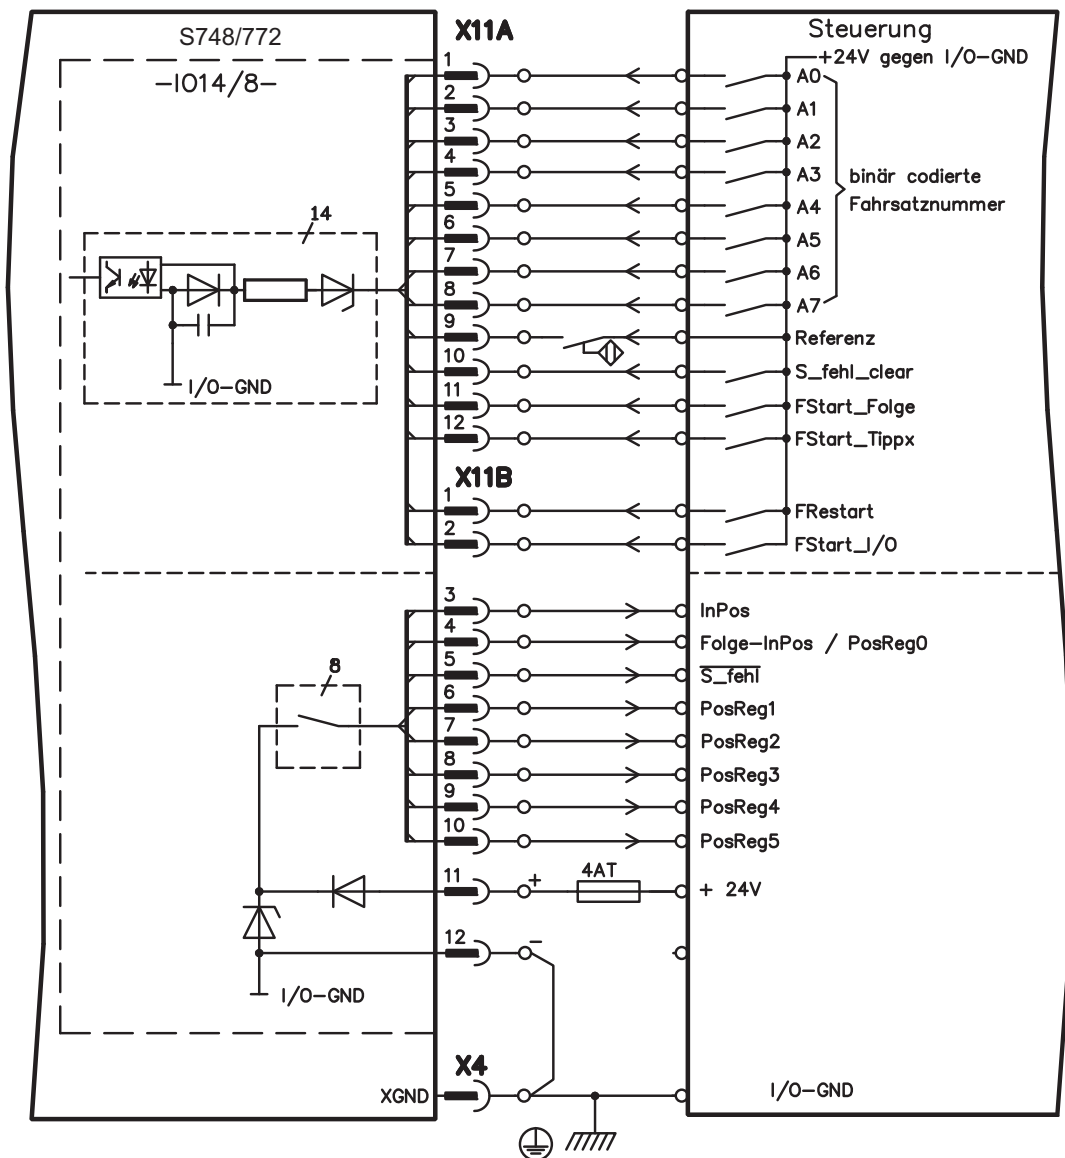 S748/772
X11A
Steuerung
+24V gegen I/O-GND
-IO14/8-
1
A0
2
A1
3
A2
4
A3
binär codierte
Fahrsatznummer
5
A4
14
6
A5
7
A6
8
A7
9
Referenz
10
S_fehl_clear
I/O-GND
11
FStart_Folge
12
FStart_Tippx
X11B
1
FRestart
2
FStart_I/O
3
InPos
4
Folge-InPos / PosReg0
5
S_fehl
8
6
PosReg1
7
PosReg2
8
PosReg3
9
PosReg4
10
PosReg5
11
+
4AT
+ 24V
12
-
I/O-GND
X4
XGND
I/O-GND